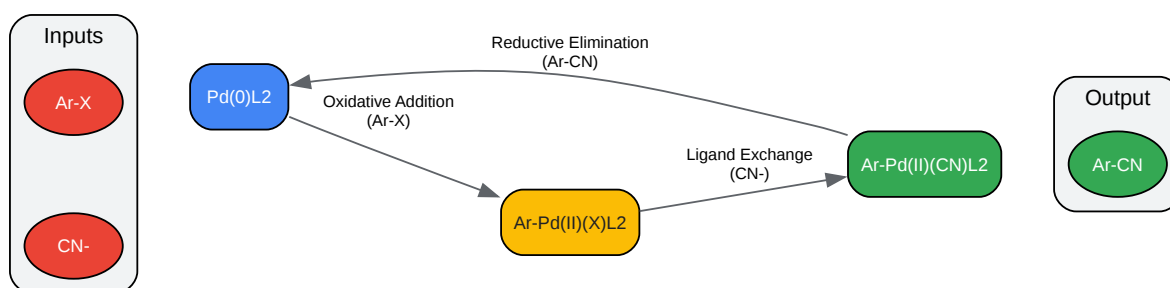 Inputs
Ar-X
CN-
Pd(0)L2
Reductive Elimination
(Ar-CN)
Oxidative Addition
(Ar-X)
Ar-Pd(II)(X)L2
Ligand Exchange
(CN-)
Ar-Pd(II)(CN)L2
Output
Ar-CN